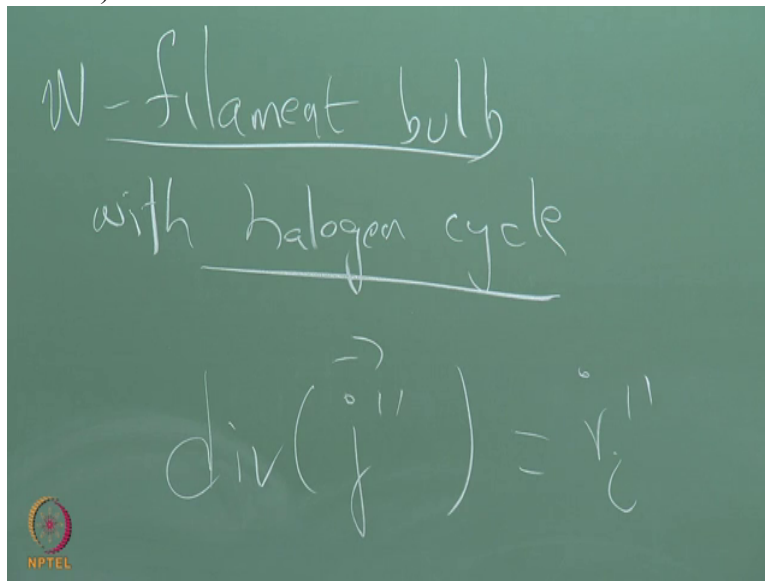 W-filament bulb
with halogen cycle
div(j⃗'') = ṙᵢ''
NPTEL